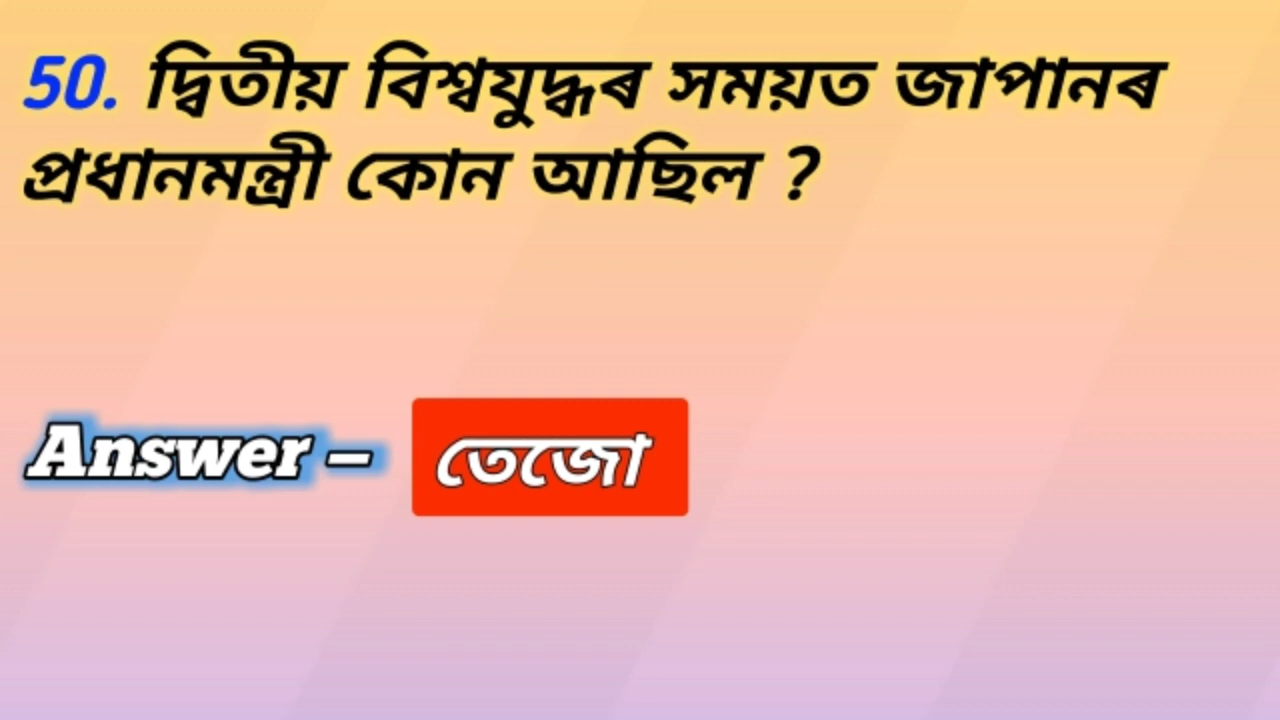 50. দ্বিতীয় বিশ্বযুদ্ধৰ সময়ত জাপানৰ
প্ৰধানমন্ত্ৰী কোন আছিল ?
Answer – তেজো